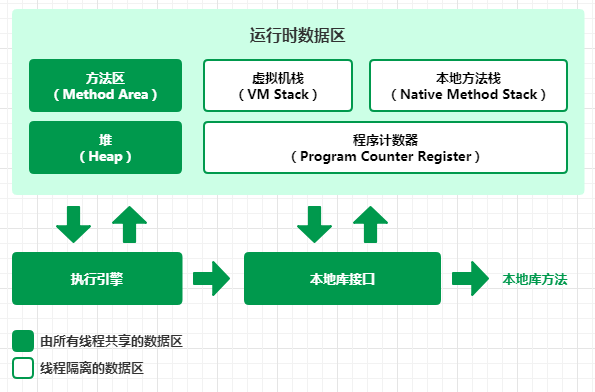 运行时数据区
方法区
（Method Area）
虚拟机栈
（VM Stack）
本地方法栈
（Native Method Stack）
堆
（Heap）
程序计数器
（Program Counter Register）
执行引擎
本地库接口
本地库方法
由所有线程共享的数据区
线程隔离的数据区